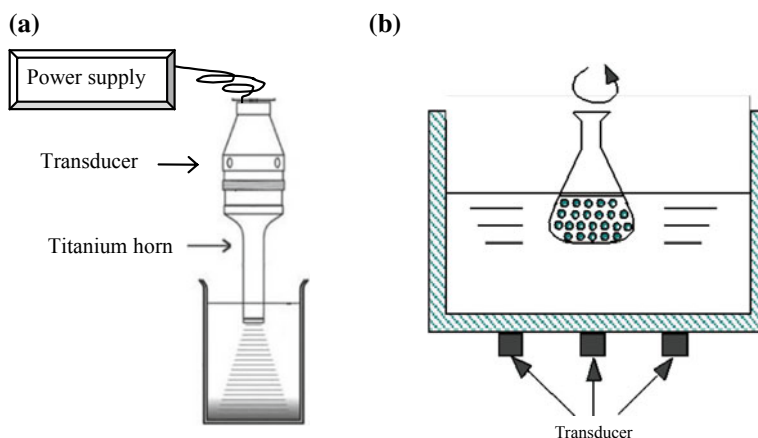 (a)
Power supply
Transducer
Titanium horn
(b)
Transducer